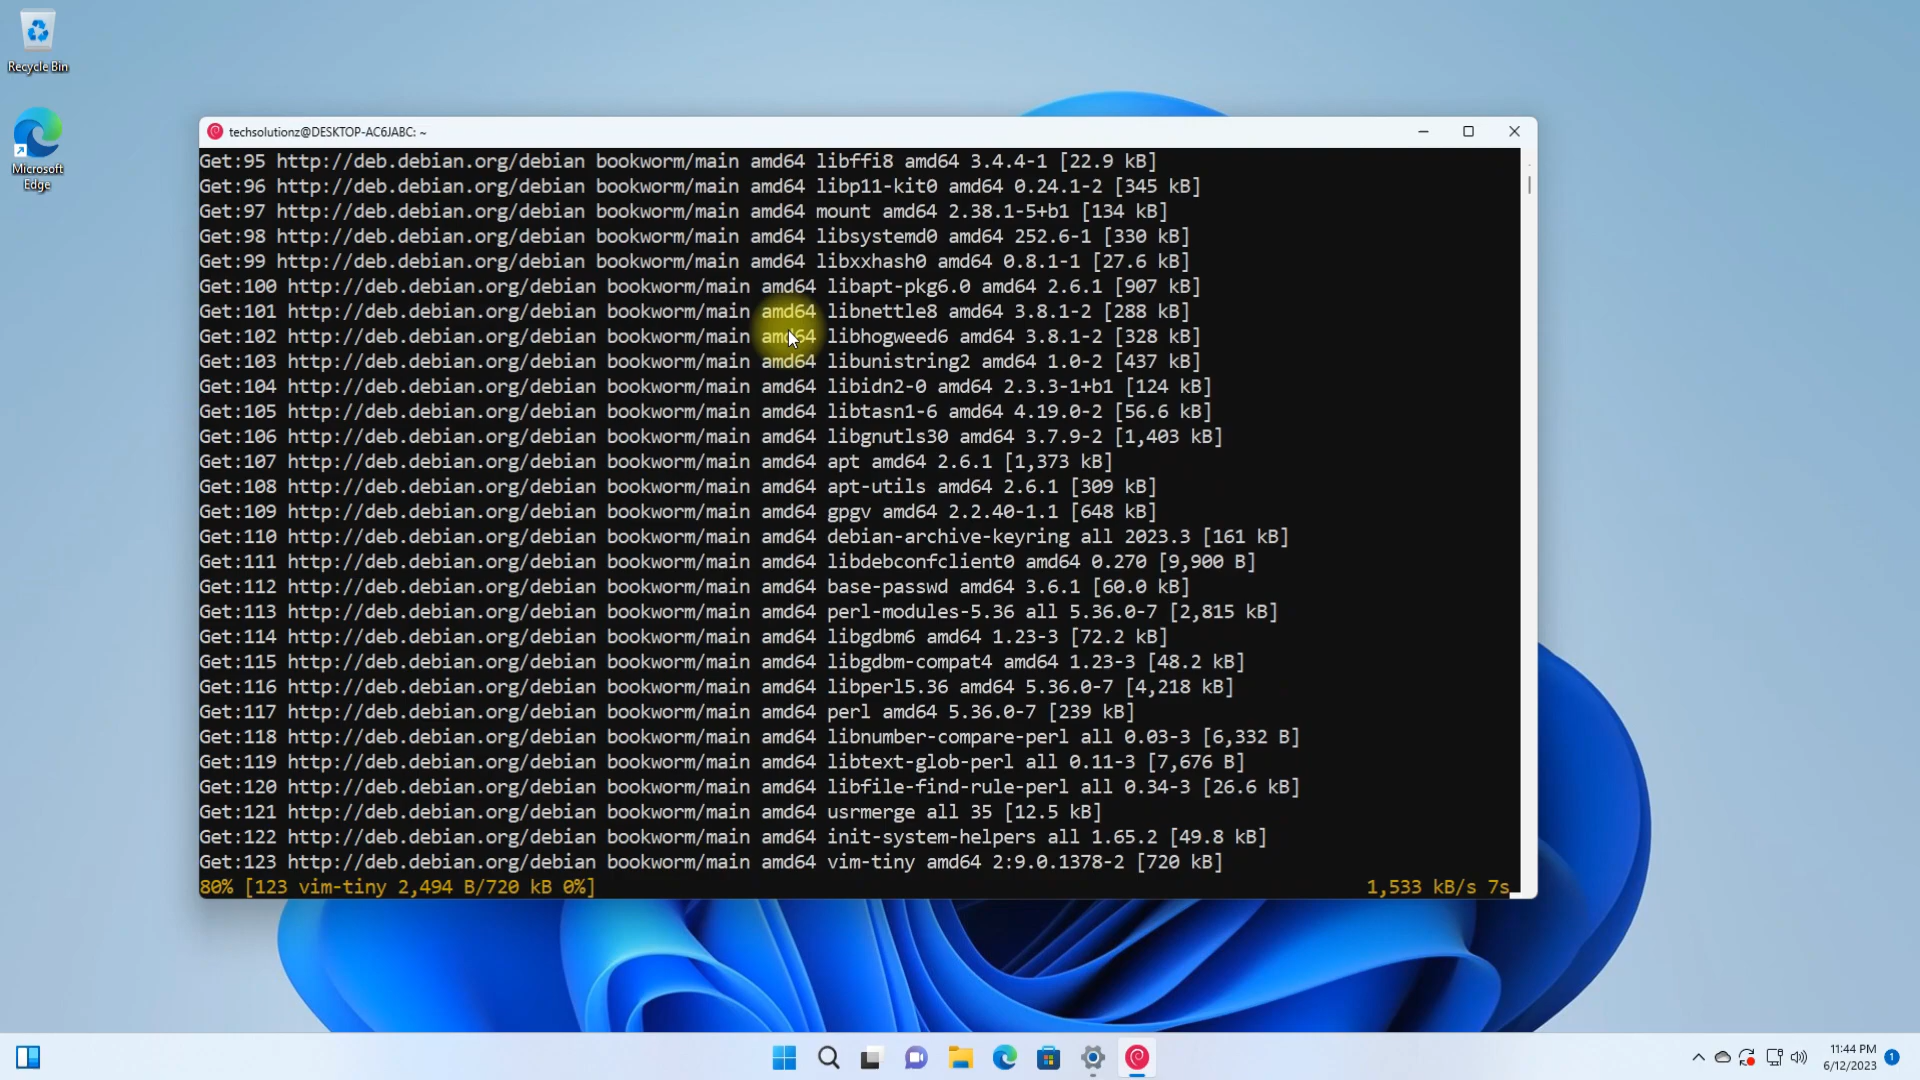 Recycle Bin
Microsoft
Edge
techsolutionz@DESKTOP-AC6JABC: ~
Get:95 http://deb.debian.org/debian bookworm/main amd64 libffi8 amd64 3.4.4-1 [22.9 kB]
Get:96 http://deb.debian.org/debian bookworm/main amd64 libp11-kit0 amd64 0.24.1-2 [345 kB]
Get:97 http://deb.debian.org/debian bookworm/main amd64 mount amd64 2.38.1-5+b1 [134 kB]
Get:98 http://deb.debian.org/debian bookworm/main amd64 libsystemd0 amd64 252.6-1 [330 kB]
Get:99 http://deb.debian.org/debian bookworm/main amd64 libxxhash0 amd64 0.8.1-1 [27.6 kB]
Get:100 http://deb.debian.org/debian bookworm/main amd64 libapt-pkg6.0 amd64 2.6.1 [907 kB]
Get:101 http://deb.debian.org/debian bookworm/main amd64 libnettle8 amd64 3.8.1-2 [288 kB]
Get:102 http://deb.debian.org/debian bookworm/main amd64 libhogweed6 amd64 3.8.1-2 [328 kB]
Get:103 http://deb.debian.org/debian bookworm/main amd64 libunistring2 amd64 1.0-2 [437 kB]
Get:104 http://deb.debian.org/debian bookworm/main amd64 libidn2-0 amd64 2.3.3-1+b1 [124 kB]
Get:105 http://deb.debian.org/debian bookworm/main amd64 libtasn1-6 amd64 4.19.0-2 [56.6 kB]
Get:106 http://deb.debian.org/debian bookworm/main amd64 libgnutls30 amd64 3.7.9-2 [1,403 kB]
Get:107 http://deb.debian.org/debian bookworm/main amd64 apt amd64 2.6.1 [1,373 kB]
Get:108 http://deb.debian.org/debian bookworm/main amd64 apt-utils amd64 2.6.1 [309 kB]
Get:109 http://deb.debian.org/debian bookworm/main amd64 gpgv amd64 2.2.40-1.1 [648 kB]
Get:110 http://deb.debian.org/debian bookworm/main amd64 debian-archive-keyring all 2023.3 [161 kB]
Get:111 http://deb.debian.org/debian bookworm/main amd64 libdebconfclient0 amd64 0.270 [9,900 B]
Get:112 http://deb.debian.org/debian bookworm/main amd64 base-passwd amd64 3.6.1 [60.0 kB]
Get:113 http://deb.debian.org/debian bookworm/main amd64 perl-modules-5.36 all 5.36.0-7 [2,815 kB]
Get:114 http://deb.debian.org/debian bookworm/main amd64 libgdbm6 amd64 1.23-3 [72.2 kB]
Get:115 http://deb.debian.org/debian bookworm/main amd64 libgdbm-compat4 amd64 1.23-3 [48.2 kB]
Get:116 http://deb.debian.org/debian bookworm/main amd64 libperl5.36 amd64 5.36.0-7 [4,218 kB]
Get:117 http://deb.debian.org/debian bookworm/main amd64 perl amd64 5.36.0-7 [239 kB]
Get:118 http://deb.debian.org/debian bookworm/main amd64 libnumber-compare-perl all 0.03-3 [6,332 B]
Get:119 http://deb.debian.org/debian bookworm/main amd64 libtext-glob-perl all 0.11-3 [7,676 B]
Get:120 http://deb.debian.org/debian bookworm/main amd64 libfile-find-rule-perl all 0.34-3 [26.6 kB]
Get:121 http://deb.debian.org/debian bookworm/main amd64 usrmerge all 35 [12.5 kB]
Get:122 http://deb.debian.org/debian bookworm/main amd64 init-system-helpers all 1.65.2 [49.8 kB]
Get:123 http://deb.debian.org/debian bookworm/main amd64 vim-tiny amd64 2:9.0.1378-2 [720 kB]
80% [123 vim-tiny 2,494 B/720 kB 0%] 1,533 kB/s 7s
11:44 PM
6/12/2023
1